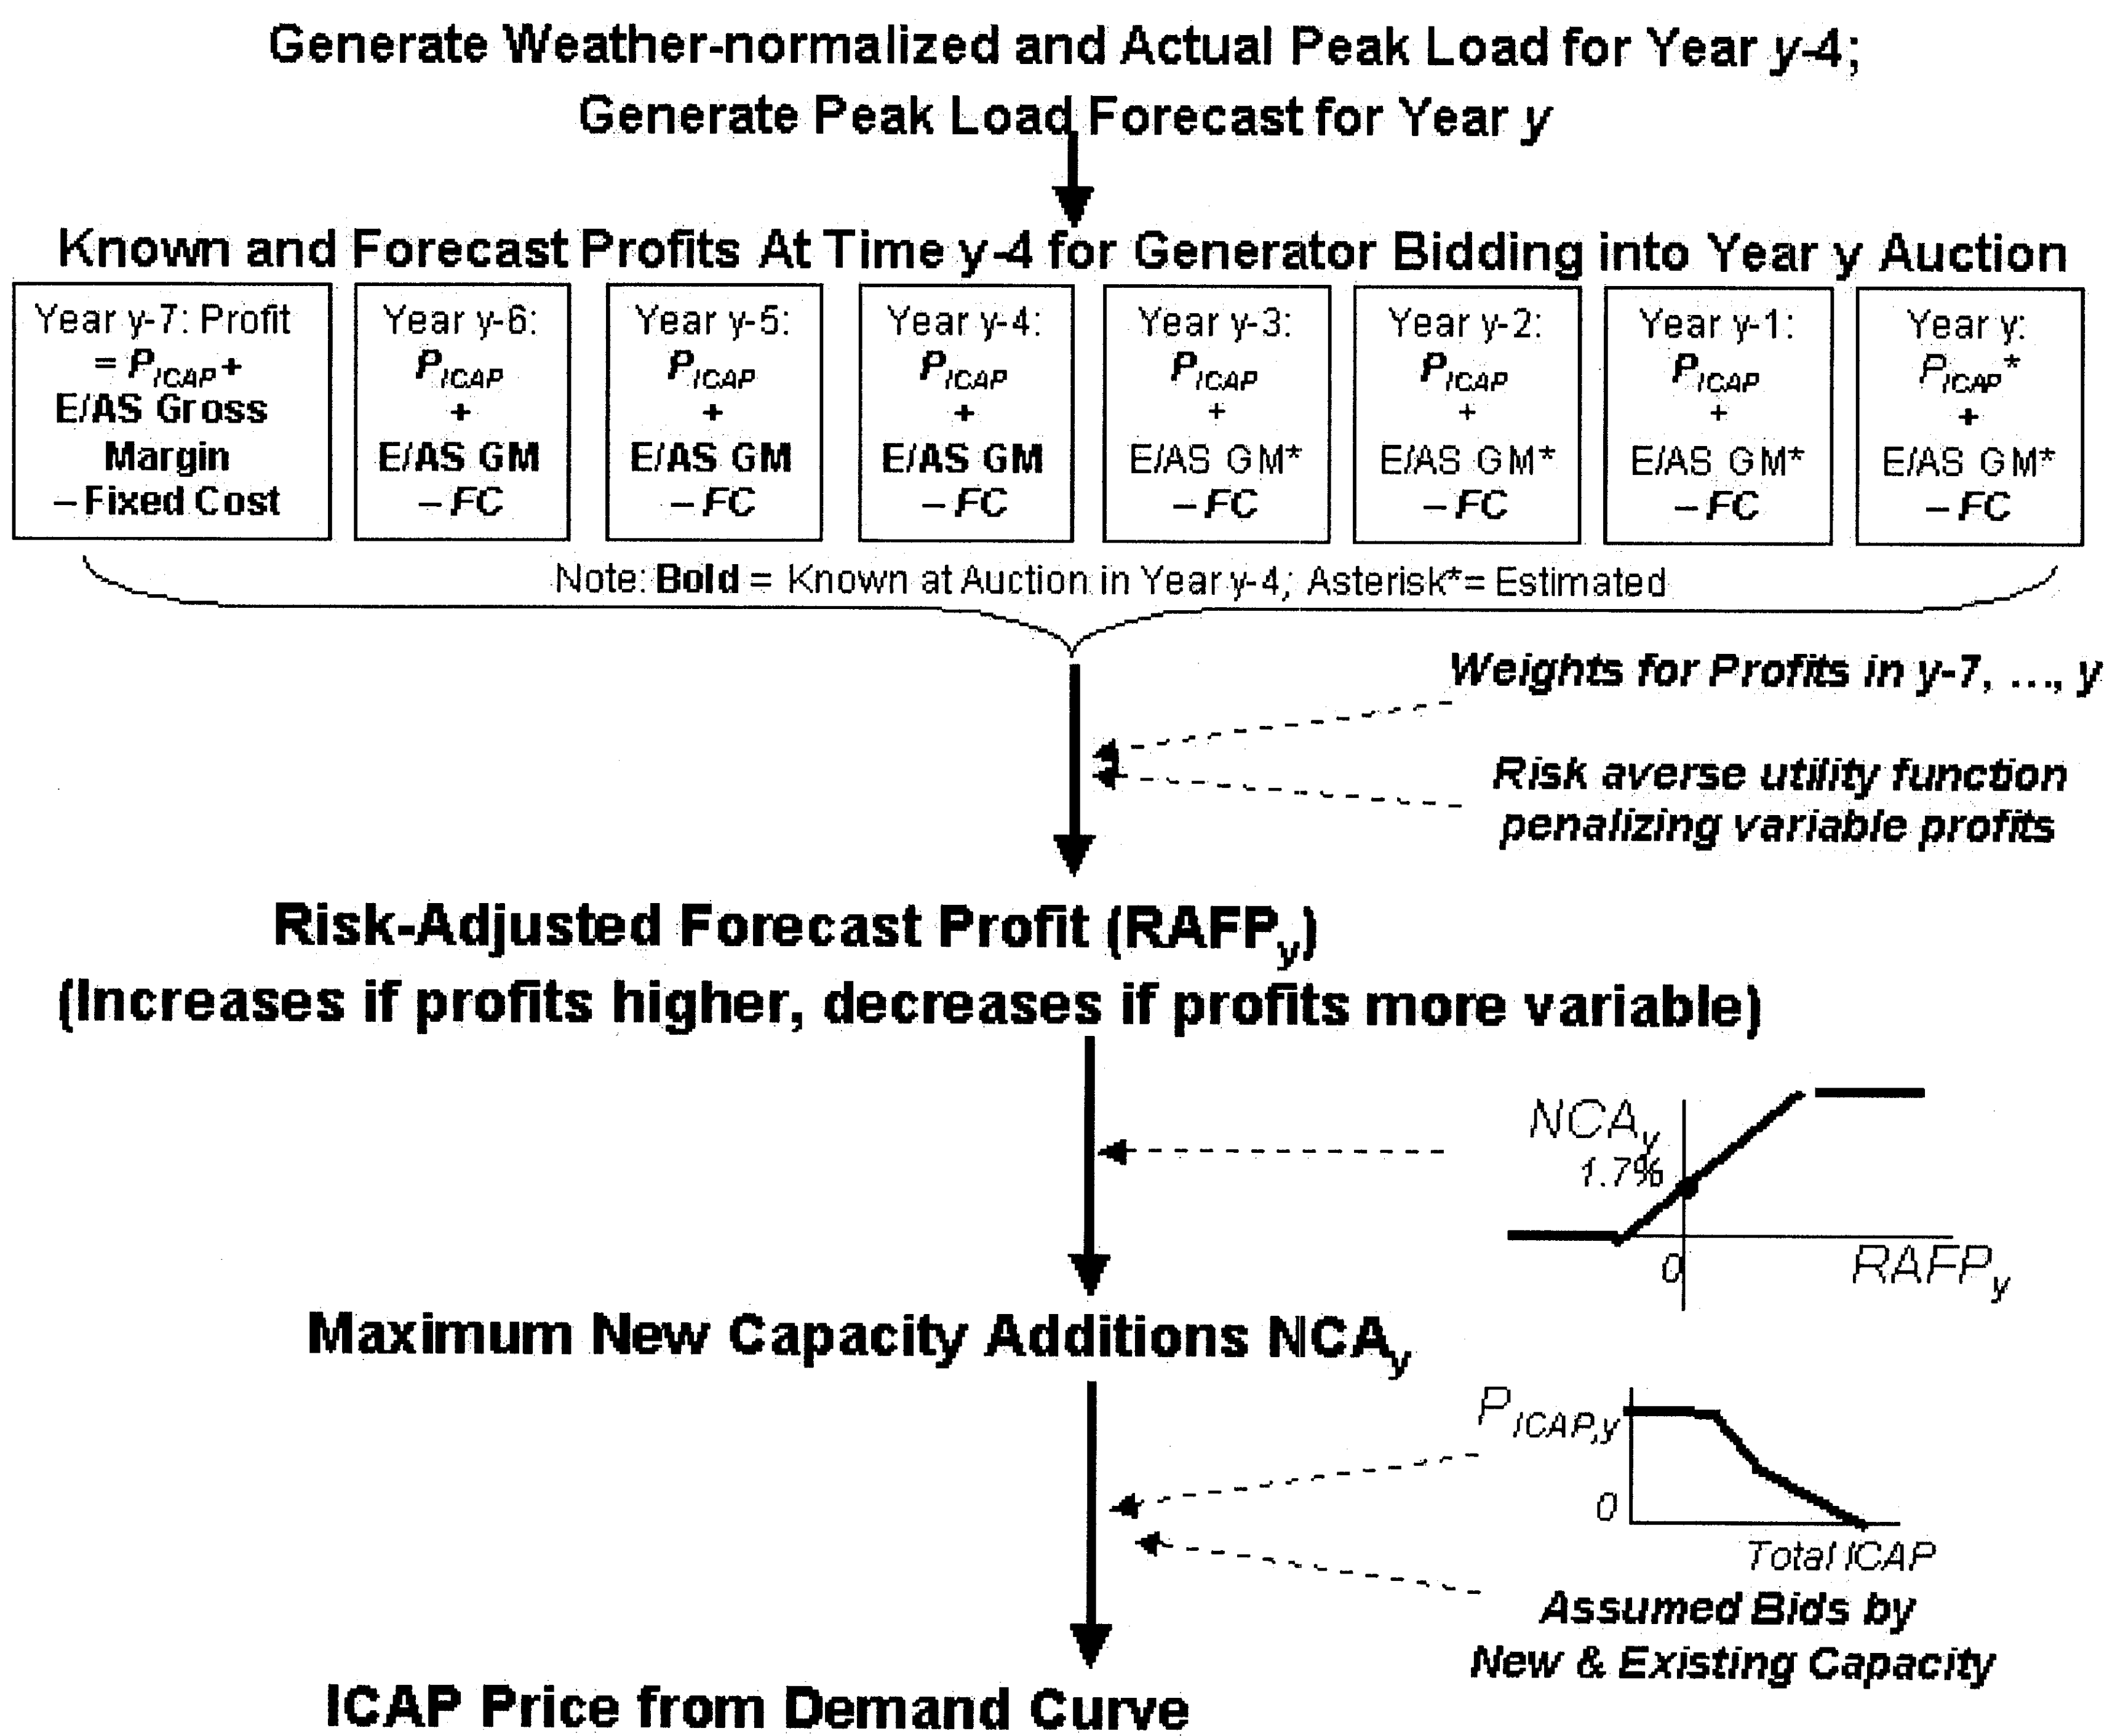 Generate Weather-normalized and Actual Peak Load for Year y-4;
Generate Peak Load Forecast for Year y
Known and Forecast Profits At Time y-4 for Generator Bidding into Year y Auction
Year y-7: Profit
= PICAP+
E/AS Gross
Margin
– Fixed Cost
Year y-6:
PICAP
+
E/AS GM
– FC
Year y-5:
PICAP
+
E/AS GM
– FC
Year y-4:
PICAP
+
E/AS GM
– FC
Year y-3:
PICAP
+
E/AS GM*
– FC
Year y-2:
PICAP
+
E/AS GM*
– FC
Year y-1:
PICAP
+
E/AS GM*
– FC
Year y:
PICAP*
+
E/AS GM*
– FC
Note: Bold = Known at Auction in Year y-4; Asterisk*= Estimated
Weights for Profits in y-7, ..., y
Risk averse utility function
penalizing variable profits
Risk-Adjusted Forecast Profit (RAFPy)
(Increases if profits higher, decreases if profits more variable)
NCAy
1.7%
0
RAFPy
Maximum New Capacity Additions NCAy
PICAP,y
0
Total ICAP
Assumed Bids by
New & Existing Capacity
ICAP Price from Demand Curve